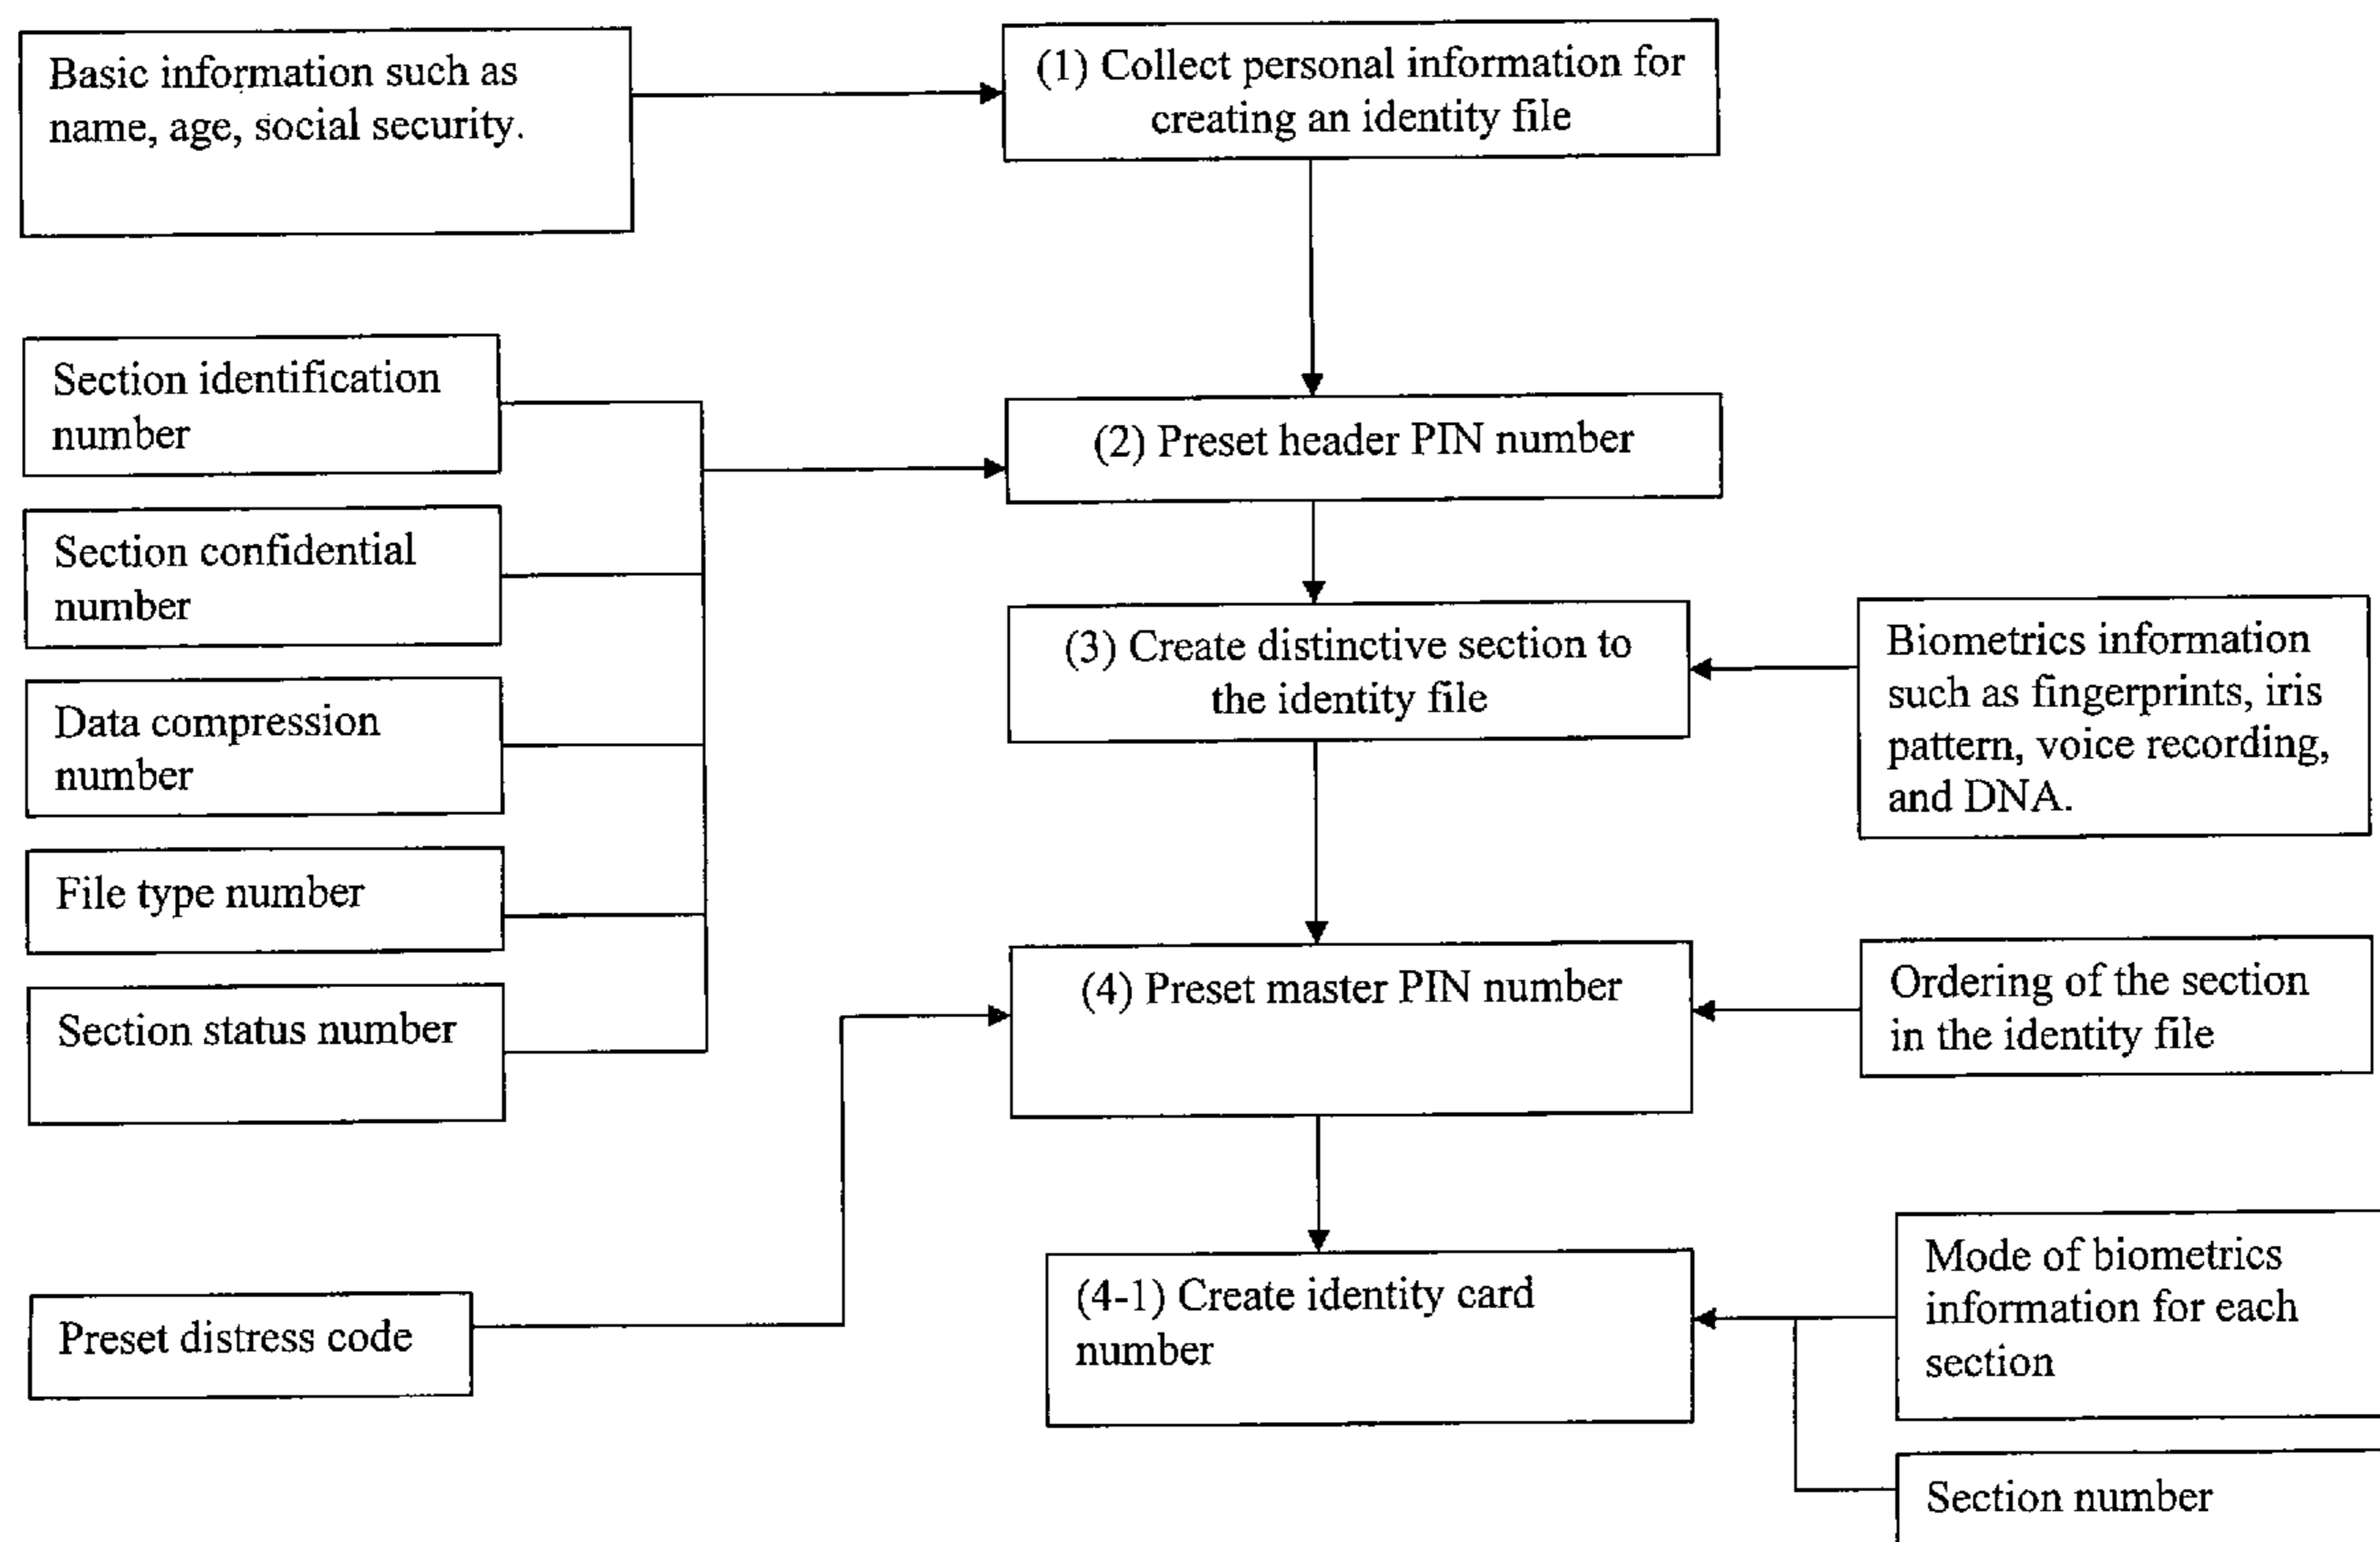 Basic information such as
name, age, social security.
(1) Collect personal information for
creating an identity file
Section identification
number
(2) Preset header PIN number
Section confidential
number
(3) Create distinctive section to
the identity file
Biometrics information
such as fingerprints, iris
pattern, voice recording,
and DNA.
Data compression
number
File type number
Section status number
(4) Preset master PIN number
Ordering of the section
in the identity file
Preset distress code
(4-1) Create identity card
number
Mode of biometrics
information for each
section
Section number